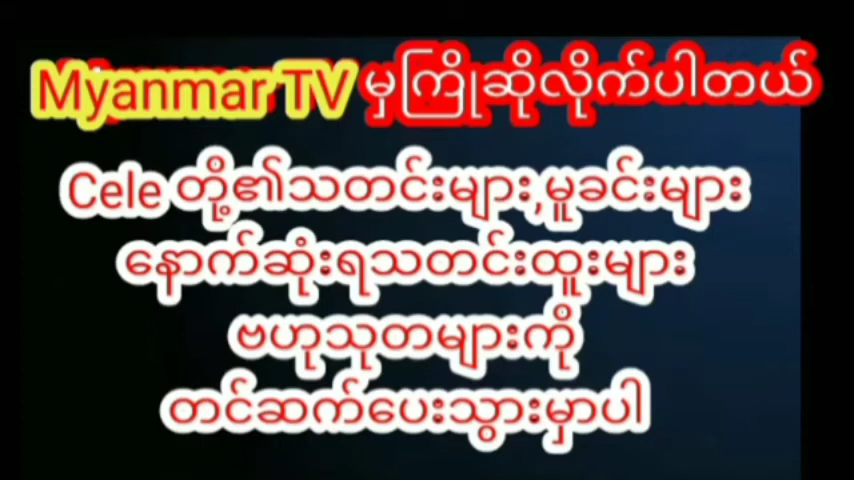 Myanmar TV မှကြိုဆိုလိုက်ပါတယ်
Cele တို့၏သတင်းများ,မူခင်းများ
နောက်ဆုံးရသတင်းထူးများ
ဗဟုသုတများကို
တင်ဆက်ပေးသွားမှာပါ